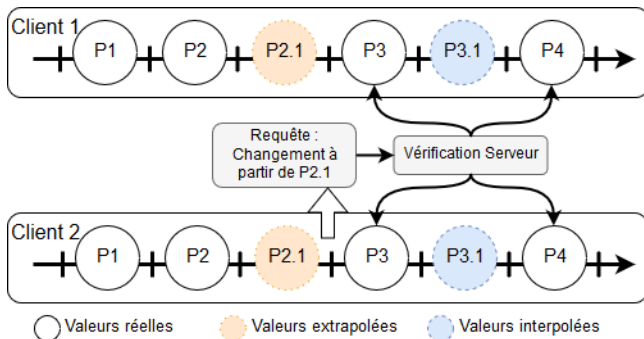 Client 1
P1 P2 P2.1 P3 P3.1 P4
Requête :
Changement à
partir de P2.1
Vérification Serveur
Client 2
P1 P2 P2.1 P3 P3.1 P4
Valeurs réelles Valeurs extrapolées Valeurs interpolées